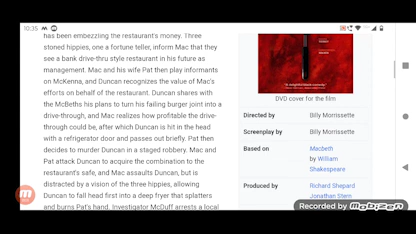 10:35
has been embezzling the restaurant's money. Three
stoned hippies, one a fortune teller, inform Mac that they
see a bank drive-thru style restaurant in his future as
management. Mac and his wife Pat then play informants
on McKenna, and Duncan recognizes the value of Mac's
efforts on behalf of the restaurant. Duncan shares with
the McBeths his plans to turn his failing burger joint into a
drive-through, and Mac realizes how profitable the drive-
through could be, after which Duncan is hit in the head
with a refrigerator door and passes out briefly. Pat then
decides to murder Duncan in a staged robbery. Mac and
Pat attack Duncan to acquire the combination to the
restaurant's safe, and Mac assaults Duncan, but is
distracted by a vision of the three hippies, allowing
Duncan to fall head first into a deep fryer that splatters
and burns Pat's hand. Investigator McDuff arrests a local
DVD cover for the film
Directed by Billy Morrissette
Screenplay by Billy Morrissette
Based on Macbeth
by William
Shakespeare
Produced by Richard Shepard
Jonathan Stern
Recorded by Mobizen